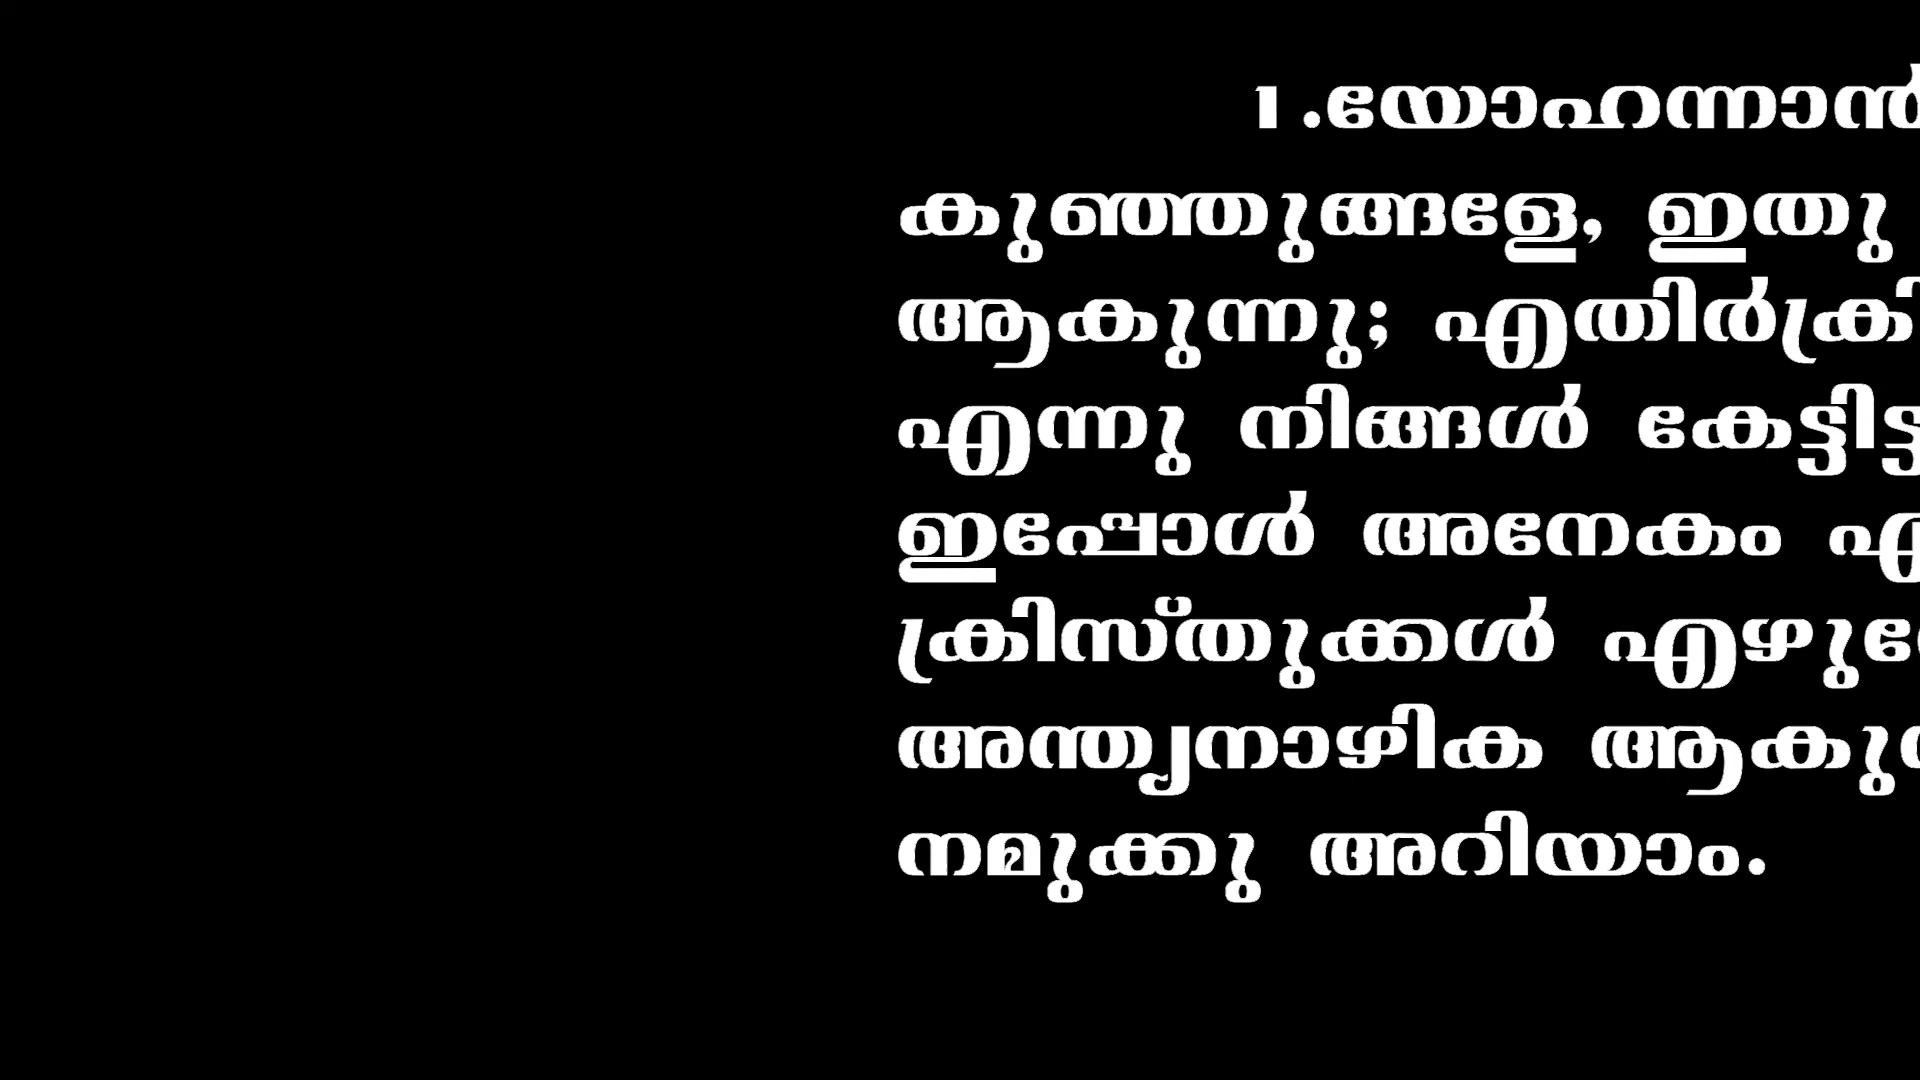 1.യോഹന്നാൻ
കുഞ്ഞുങ്ങളേ, ഇതു
ആകുന്നു; എതിർക്രി
എന്നു നിങ്ങൾ കേട്ടിട്ട
ഇപ്പോൾ അനേകം എ
ക്രിസ്തുക്കൾ എഴുന്നേ
അന്ത്യനാഴിക ആകുന്ന
നമുക്കു അറിയാം.